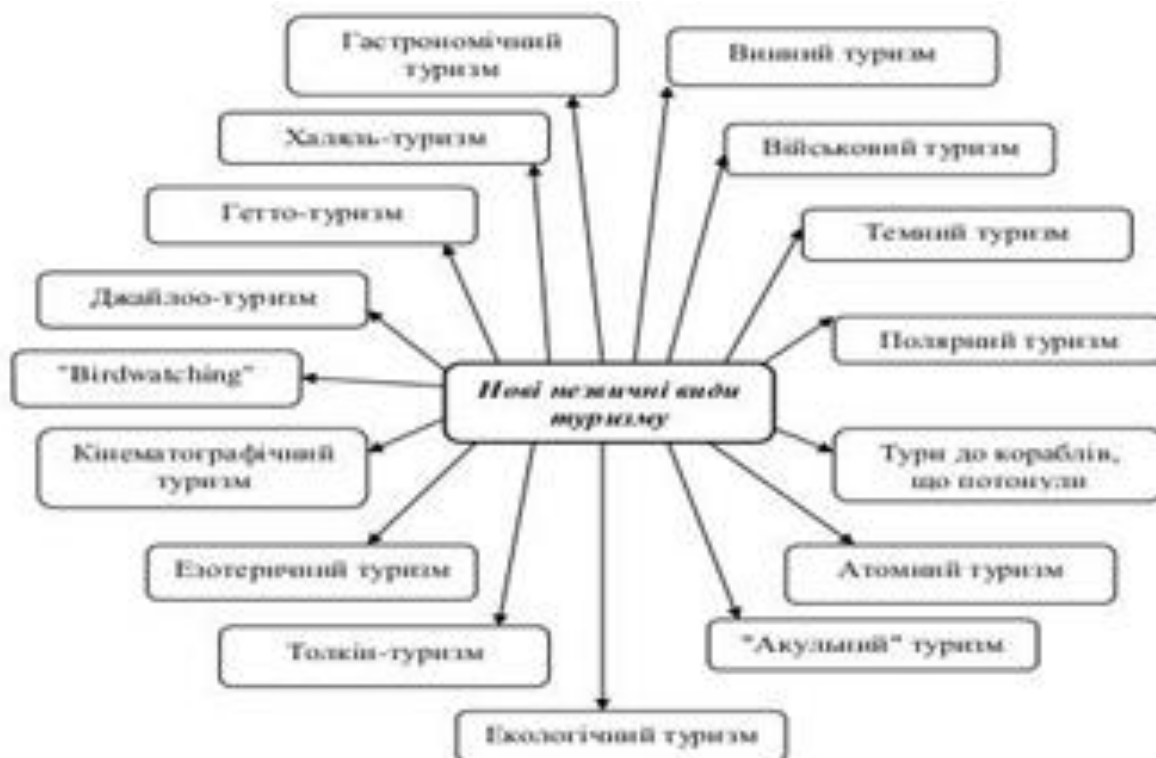 Гастрономічний
туризм
Винний туризм
Халяль-туризм
Військовий туризм
Гетто-туризм
Темний туризм
Джайлоо-туризм
Полярний туризм
"Birdwatching"
Нові незвичні види
туризму
Кінематографічний
туризм
Тури до кораблів,
що потонули
Езотеричний туризм
Атомний туризм
Толкін-туризм
"Акульний" туризм
Екологічний туризм